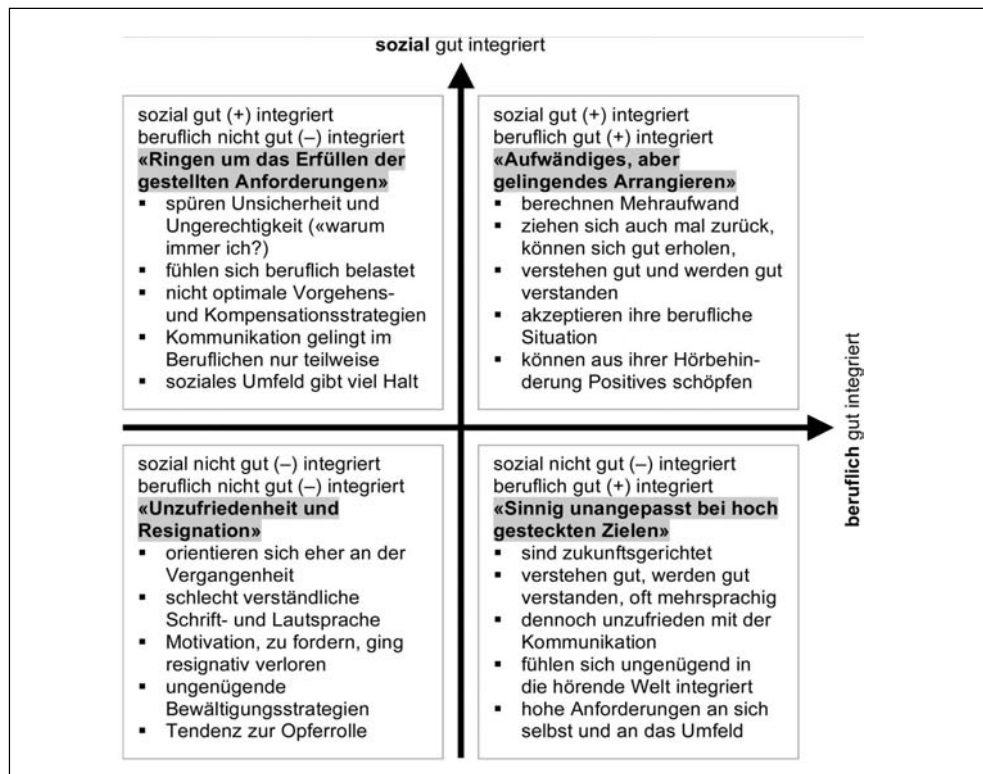 sozial gut integriert
sozial gut (+) integriert
beruflich nicht gut (–) integriert
«Ringen um das Erfüllen der
gestellten Anforderungen»
▪ spüren Unsicherheit und
Ungerechtigkeit («warum
immer ich?)
▪ fühlen sich beruflich belastet
▪ nicht optimale Vorgehens-
und Kompensationsstrategien
▪ Kommunikation gelingt im
Beruflichen nur teilweise
▪ soziales Umfeld gibt viel Halt
sozial gut (+) integriert
beruflich gut (+) integriert
«Aufwändiges, aber
gelingendes Arrangieren»
▪ berechnen Mehraufwand
▪ ziehen sich auch mal zurück,
können sich gut erholen,
▪ verstehen gut und werden gut
verstanden
▪ akzeptieren ihre berufliche
Situation
▪ können aus ihrer Hörbehin-
derung Positives schöpfen
beruflich gut integriert
sozial nicht gut (–) integriert
beruflich nicht gut (–) integriert
«Unzufriedenheit und
Resignation»
▪ orientieren sich eher an der
Vergangenheit
▪ schlecht verständliche
Schrift- und Lautsprache
▪ Motivation, zu fordern, ging
resignativ verloren
▪ ungenügende
Bewältigungsstrategien
▪ Tendenz zur Opferrolle
sozial nicht gut (–) integriert
beruflich gut (+) integriert
«Sinnig unangepasst bei hoch
gesteckten Zielen»
▪ sind zukunftsgerichtet
▪ verstehen gut, werden gut
verstanden, oft mehrsprachig
▪ dennoch unzufrieden mit der
Kommunikation
▪ fühlen sich ungenügend in
die hörende Welt integriert
▪ hohe Anforderungen an sich
selbst und an das Umfeld